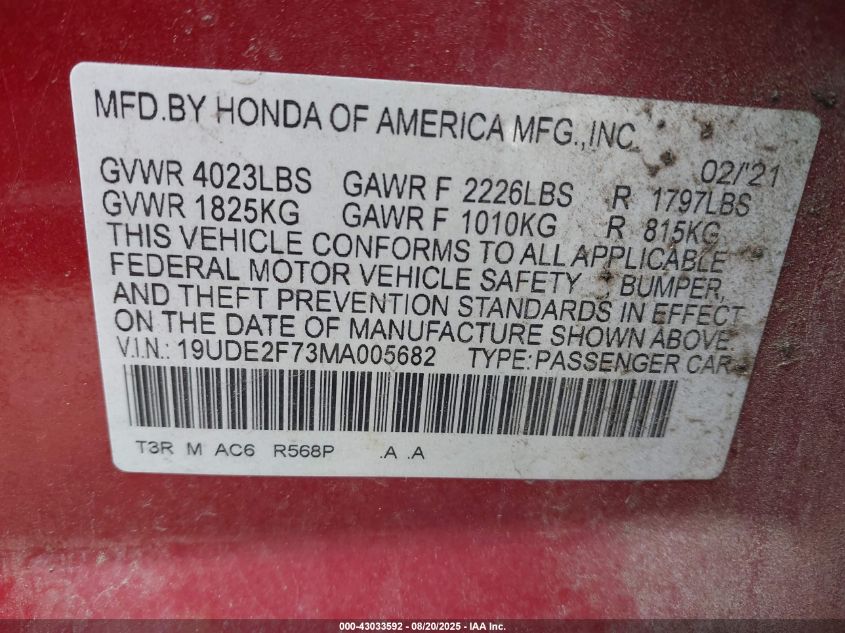 MFD.BY HONDA OF AMERICA MFG.,INC.
02/'21
GVWR 4023LBS GAWR F 2226LBS R 1797LBS
GVWR 1825KG GAWR F 1010KG R 815KG
THIS VEHICLE CONFORMS TO ALL APPLICABLE
FEDERAL MOTOR VEHICLE SAFETY , BUMPER,
AND THEFT PREVENTION STANDARDS IN EFFECT
ON THE DATE OF MANUFACTURE SHOWN ABOVE.
V.I.N.: 19UDE2F73MA005682 TYPE:PASSENGER CAR
T3R M AC6 R568P .A .A
000-43033592 - 08/20/2025 - IAA Inc.